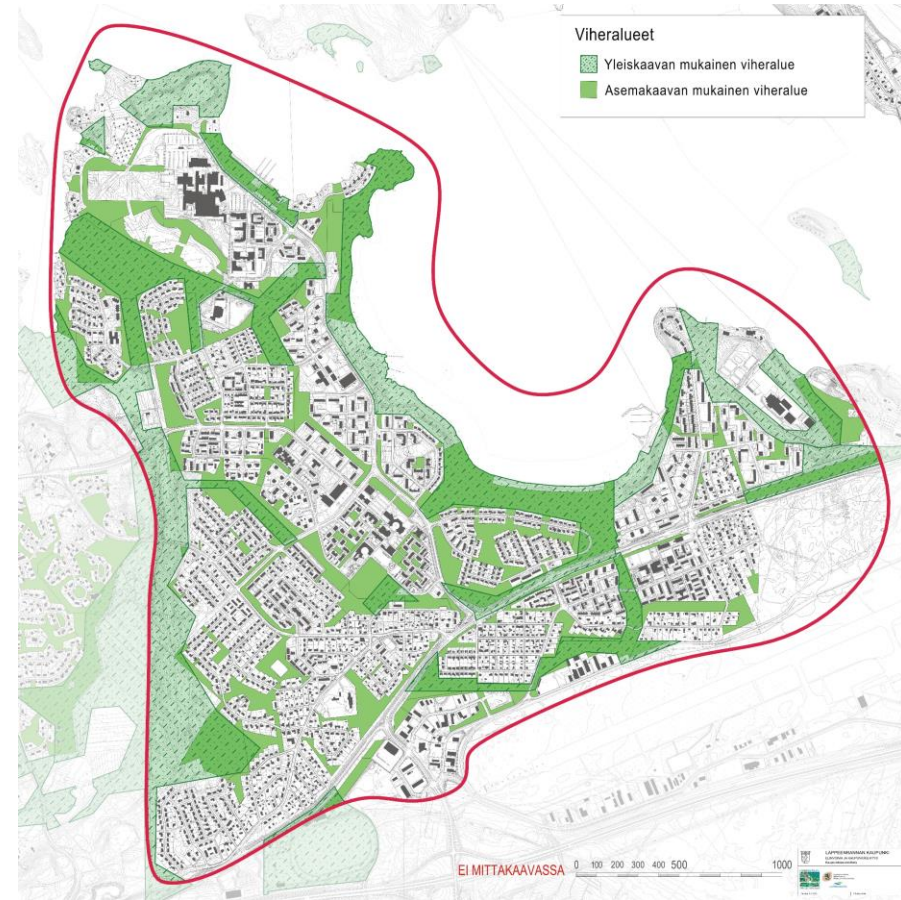 Viheralueet
Yleiskaavan mukainen viheralue
Asemakaavan mukainen viheralue
EI MITTAKAAVASSA
0 100 200 300 400 500 1000
LAPPEENRANNAN KAUPUNKI